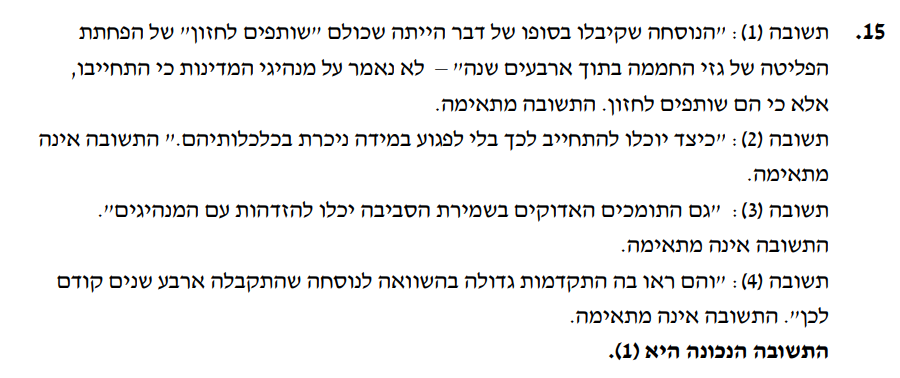 15. תשובה (1): "הנוסחה שקיבלו בסופו של דבר הייתה שכולם "שותפים לחזון" של הפחתת
הפליטה של גזי החממה בתוך ארבעים שנה" – לא נאמר על מנהיגי המדינות כי התחייבו,
אלא כי הם שותפים לחזון. התשובה מתאימה.
תשובה (2): "כיצד יוכלו להתחייב לכך בלי לפגוע במידה ניכרת בכלכלותיהם." התשובה אינה
מתאימה.
תשובה (3): "גם התומכים האדוקים בשמירת הסביבה יכלו להזדהות עם המנהיגים".
התשובה אינה מתאימה.
תשובה (4): "והם ראו בה התקדמות גדולה בהשוואה לנוסחה שהתקבלה ארבע שנים קודם
לכן". התשובה אינה מתאימה.
התשובה הנכונה היא (1).